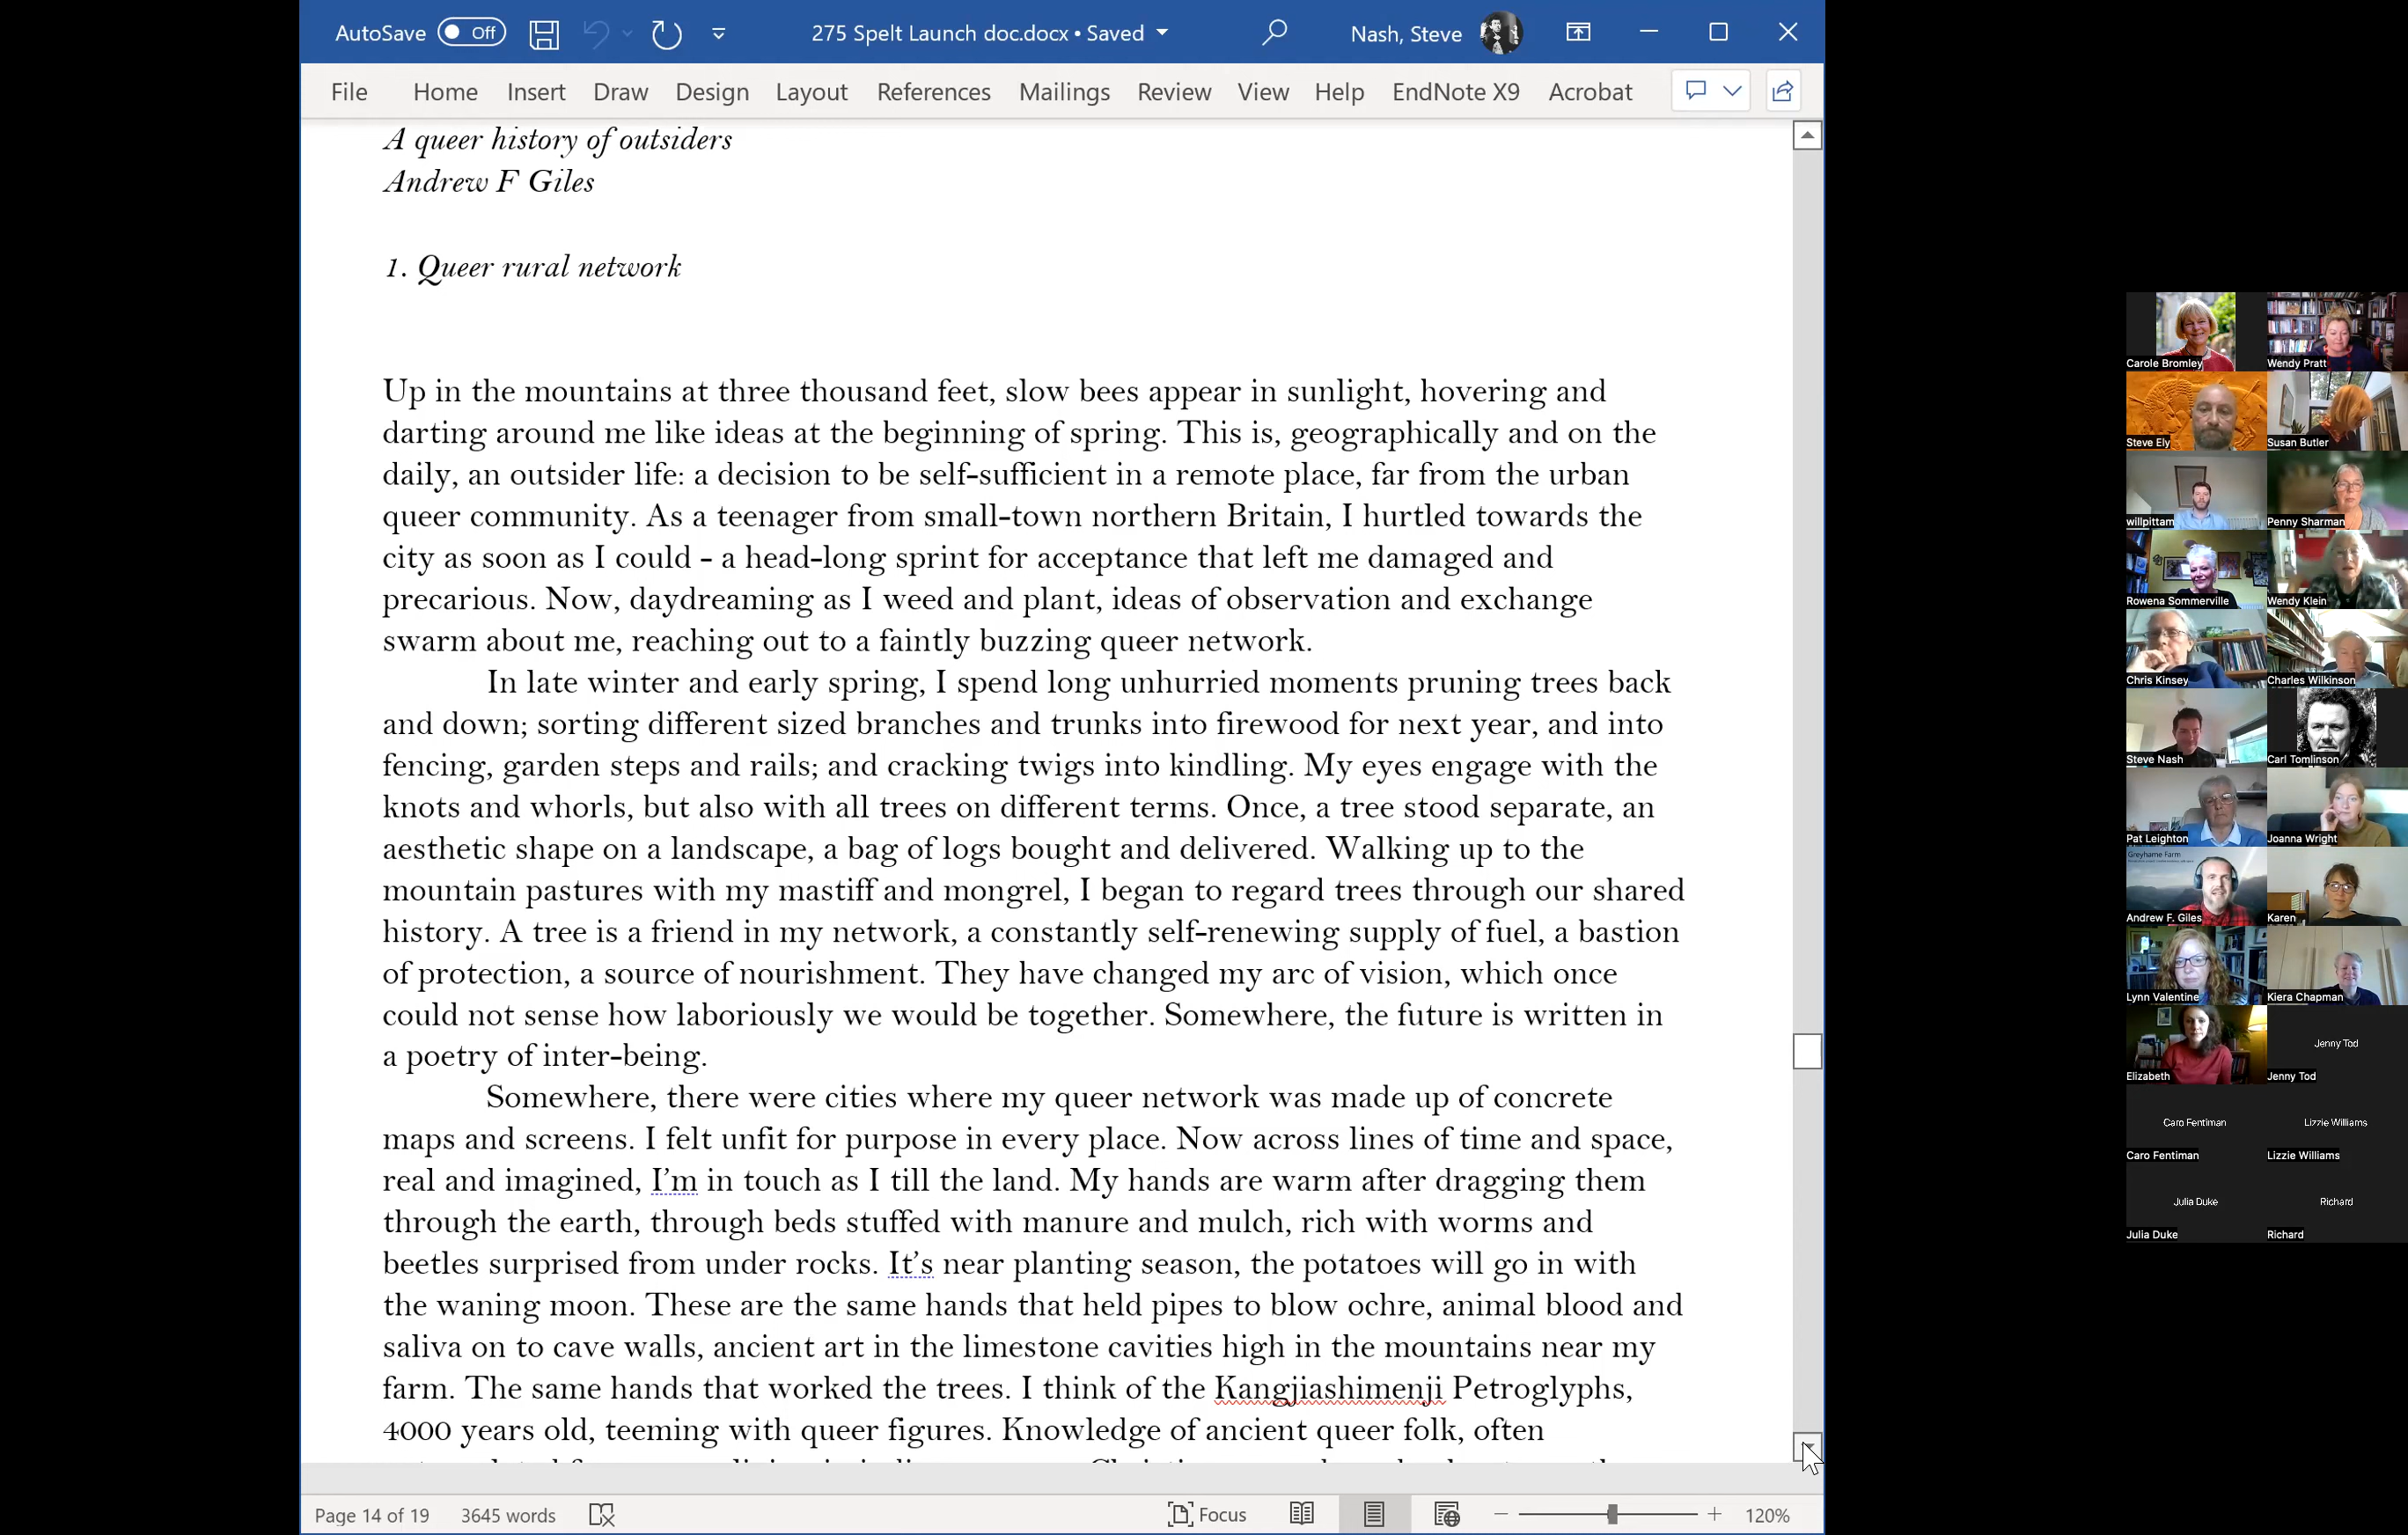 AutoSave Off 275 Spelt Launch doc.docx • Saved Nash, Steve
File Home Insert Draw Design Layout References Mailings Review View Help EndNote X9 Acrobat
A queer history of outsiders
Andrew F Giles
1. Queer rural network
Up in the mountains at three thousand feet, slow bees appear in sunlight, hovering and
darting around me like ideas at the beginning of spring. This is, geographically and on the
daily, an outsider life: a decision to be self-sufficient in a remote place, far from the urban
queer community. As a teenager from small-town northern Britain, I hurtled towards the
city as soon as I could - a head-long sprint for acceptance that left me damaged and
precarious. Now, daydreaming as I weed and plant, ideas of observation and exchange
swarm about me, reaching out to a faintly buzzing queer network.
In late winter and early spring, I spend long unhurried moments pruning trees back
and down; sorting different sized branches and trunks into firewood for next year, and into
fencing, garden steps and rails; and cracking twigs into kindling. My eyes engage with the
knots and whorls, but also with all trees on different terms. Once, a tree stood separate, an
aesthetic shape on a landscape, a bag of logs bought and delivered. Walking up to the
mountain pastures with my mastiff and mongrel, I began to regard trees through our shared
history. A tree is a friend in my network, a constantly self-renewing supply of fuel, a bastion
of protection, a source of nourishment. They have changed my arc of vision, which once
could not sense how laboriously we would be together. Somewhere, the future is written in
a poetry of inter-being.
Somewhere, there were cities where my queer network was made up of concrete
maps and screens. I felt unfit for purpose in every place. Now across lines of time and space,
real and imagined, I'm in touch as I till the land. My hands are warm after dragging them
through the earth, through beds stuffed with manure and mulch, rich with worms and
beetles surprised from under rocks. It's near planting season, the potatoes will go in with
the waning moon. These are the same hands that held pipes to blow ochre, animal blood and
saliva on to cave walls, ancient art in the limestone cavities high in the mountains near my
farm. The same hands that worked the trees. I think of the Kangjiashimenji Petroglyphs,
4000 years old, teeming with queer figures. Knowledge of ancient queer folk, often
Page 14 of 19 3645 words Focus 120%
Carole Bromley Wendy Pratt
Steve Ely Susan Butler
willpittam Penny Sharman
Rowena Sommerville Wendy Klein
Chris Kinsey Charles Wilkinson
Steve Nash Carl Tomlinson
Pat Leighton Joanna Wright
Greyhame Farm
Andrew F. Giles Karen
Lynn Valentine Kiera Chapman
Jenny Tod
Elizabeth Jenny Tod
Caro Fentiman Lizzie Williams
Caro Fentiman Lizzie Williams
Julia Duke Richard
Julia Duke Richard